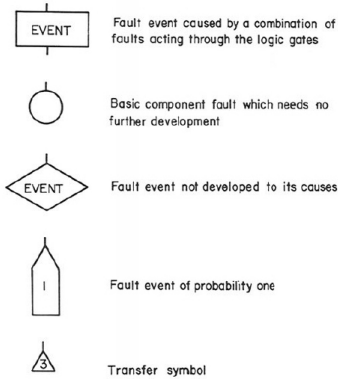 EVENT
Fault event caused by a combination of
faults acting through the logic gates
Basic component fault which needs no
further development
EVENT
Fault event not developed to its causes
1
Fault event of probability one
3
Transfer symbol